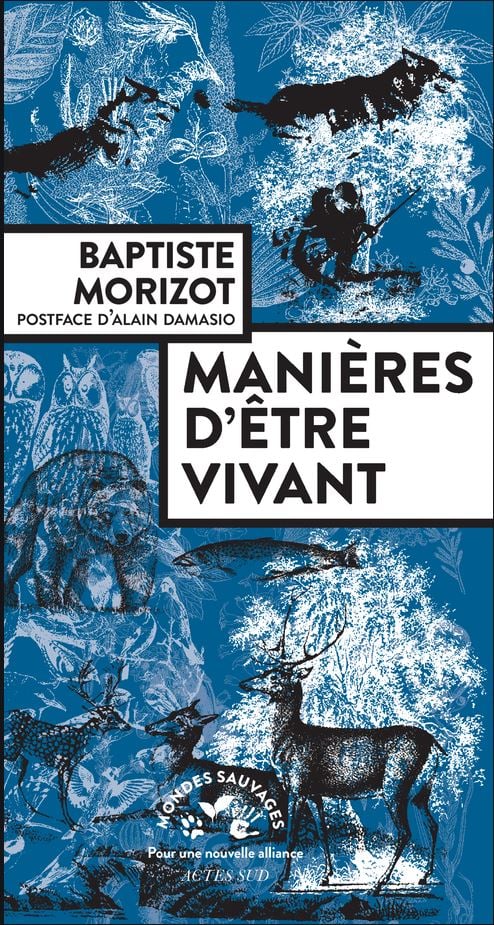 BAPTISTE
MORIZOT
POSTFACE D'ALAIN DAMASIO
MANIÈRES
D'ÊTRE
VIVANT
MONDES SAUVAGES
Pour une nouvelle alliance
ACTES SUD